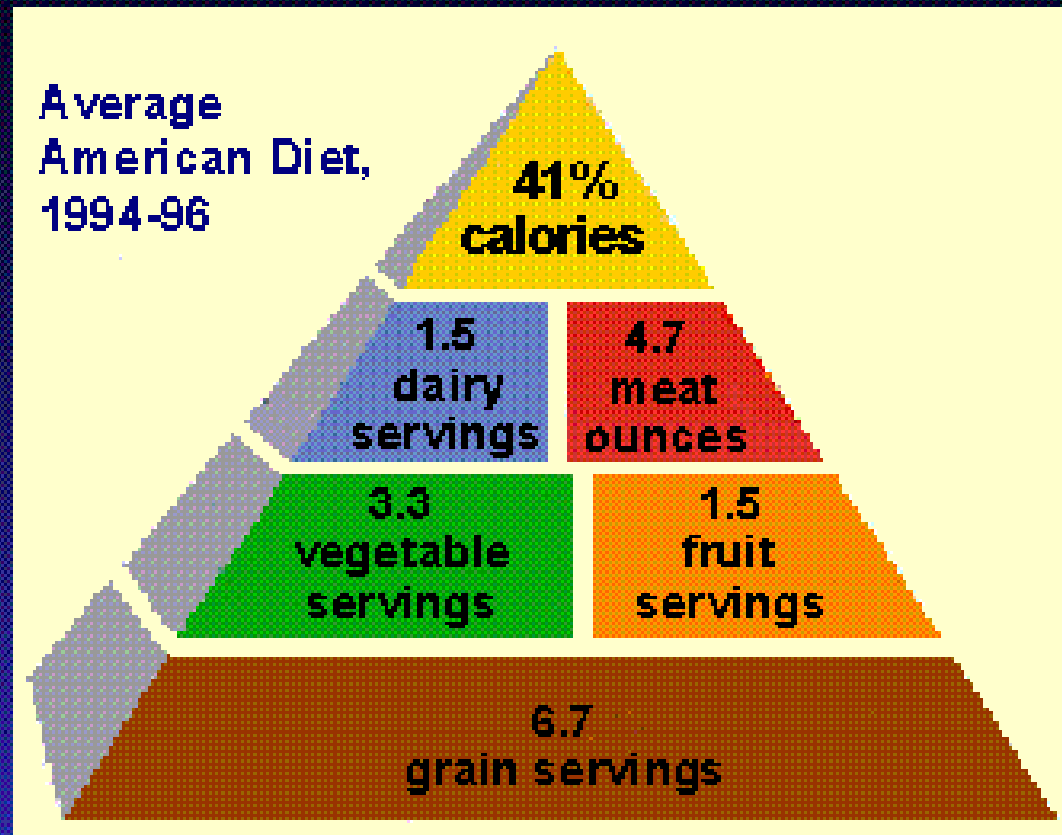 Average
American Diet,
1994-96
41%
calories
1.5
dairy
servings
4.7
meat
ounces
3.3
vegetable
servings
1.5
fruit
servings
6.7
grain servings